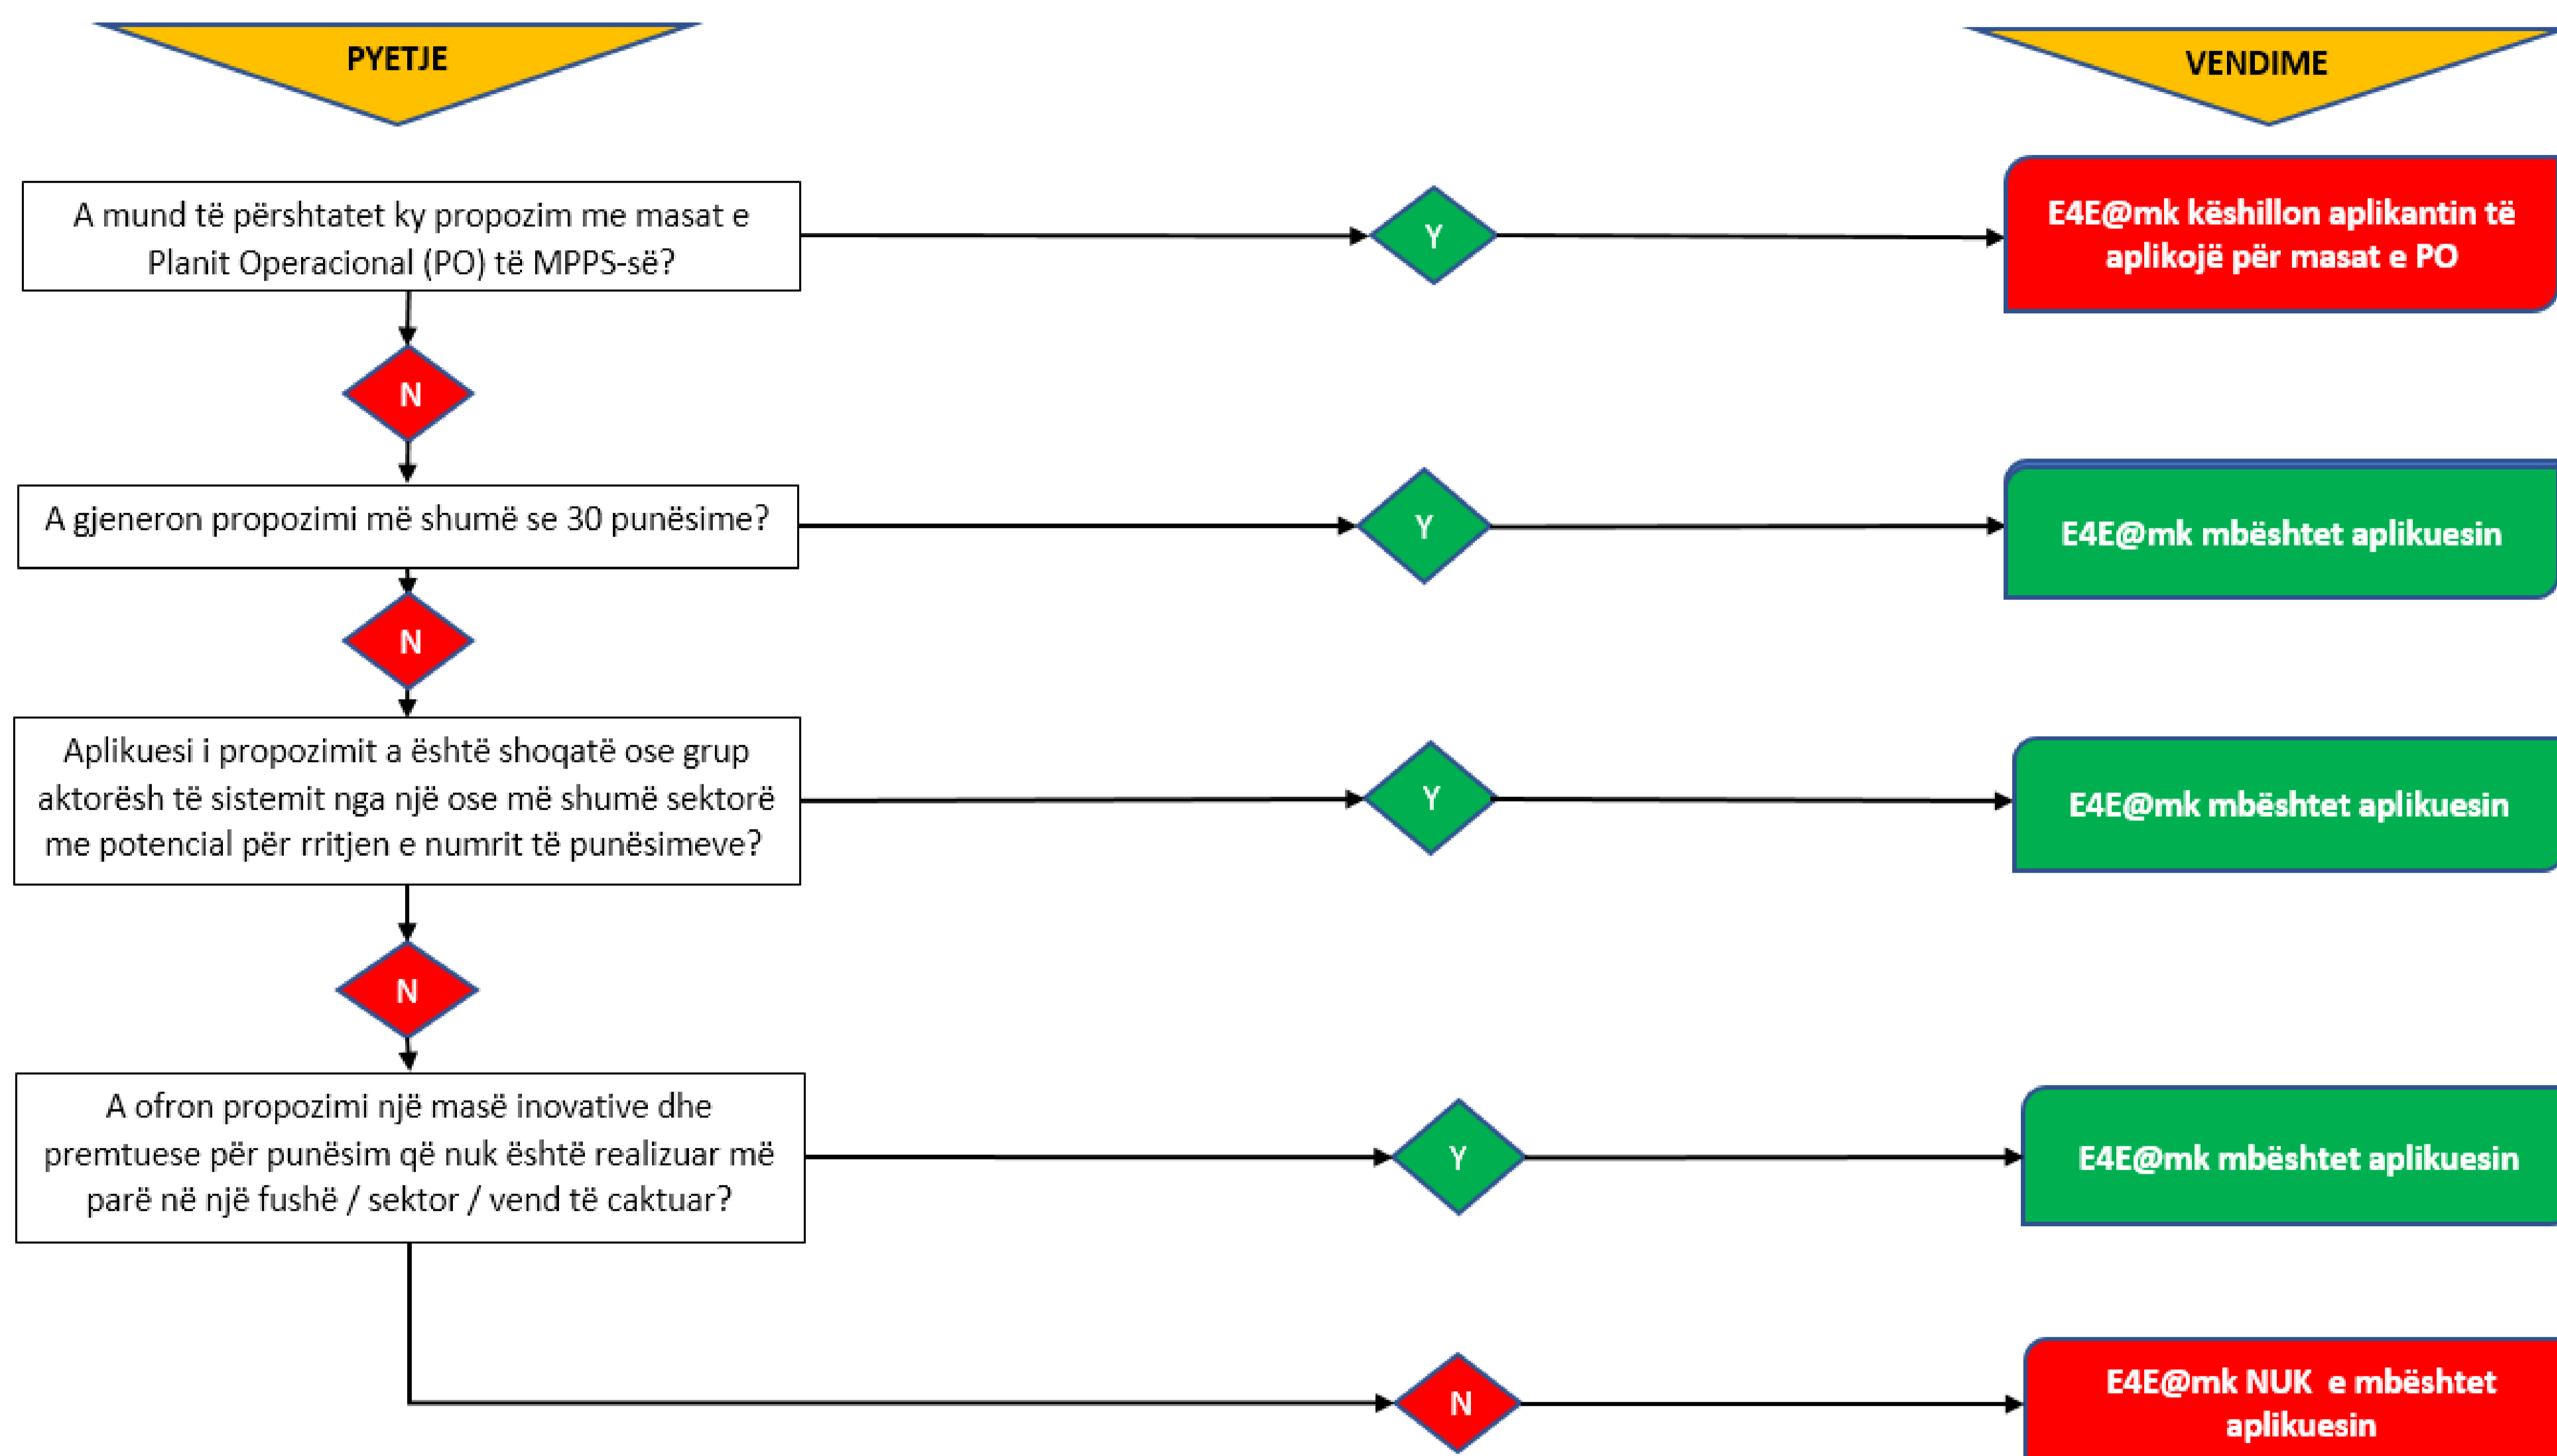 PYETJE
VENDIME
A mund të përshtatet ky propozim me masat e
Planit Operacional (PO) të MPPS-së?
Y
E4E@mk këshillon aplikantin të
aplikojë për masat e PO
N
A gjeneron propozimi më shumë se 30 punësime?
Y
E4E@mk mbështet aplikuesin
N
Aplikuesi i propozimit a është shoqatë ose grup
aktorësh të sistemit nga një ose më shumë sektorë
me potencial për rritjen e numrit të punësimeve?
Y
E4E@mk mbështet aplikuesin
N
A ofron propozimi një masë inovative dhe
premtuese për punësim që nuk është realizuar më
parë në një fushë / sektor / vend të caktuar?
Y
E4E@mk mbështet aplikuesin
N
E4E@mk NUK  e mbështet
aplikuesin